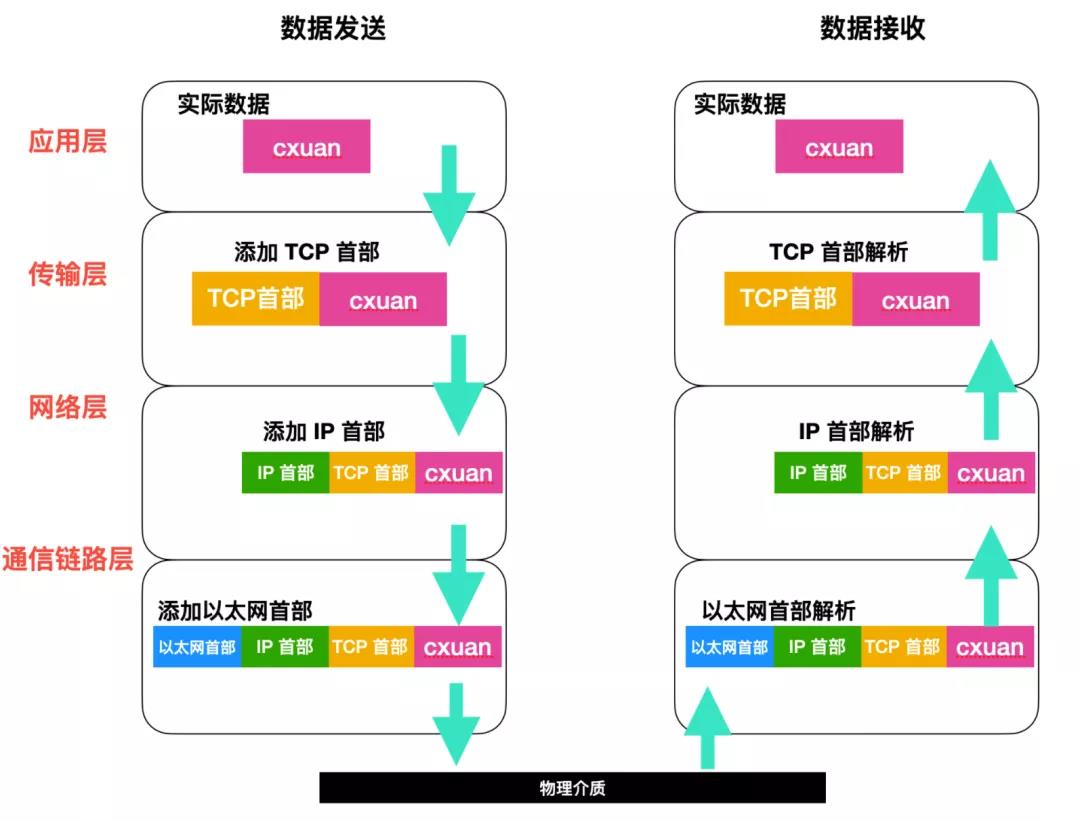 数据发送
数据接收
应用层
实际数据
cxuan
实际数据
cxuan
传输层
添加 TCP 首部
TCP首部
cxuan
TCP 首部解析
TCP首部
cxuan
网络层
添加 IP 首部
IP 首部
TCP 首部
cxuan
IP 首部解析
IP 首部
TCP 首部
cxuan
通信链路层
添加以太网首部
以太网首部
IP 首部
TCP 首部
cxuan
以太网首部解析
以太网首部
IP 首部
TCP 首部
cxuan
物理介质